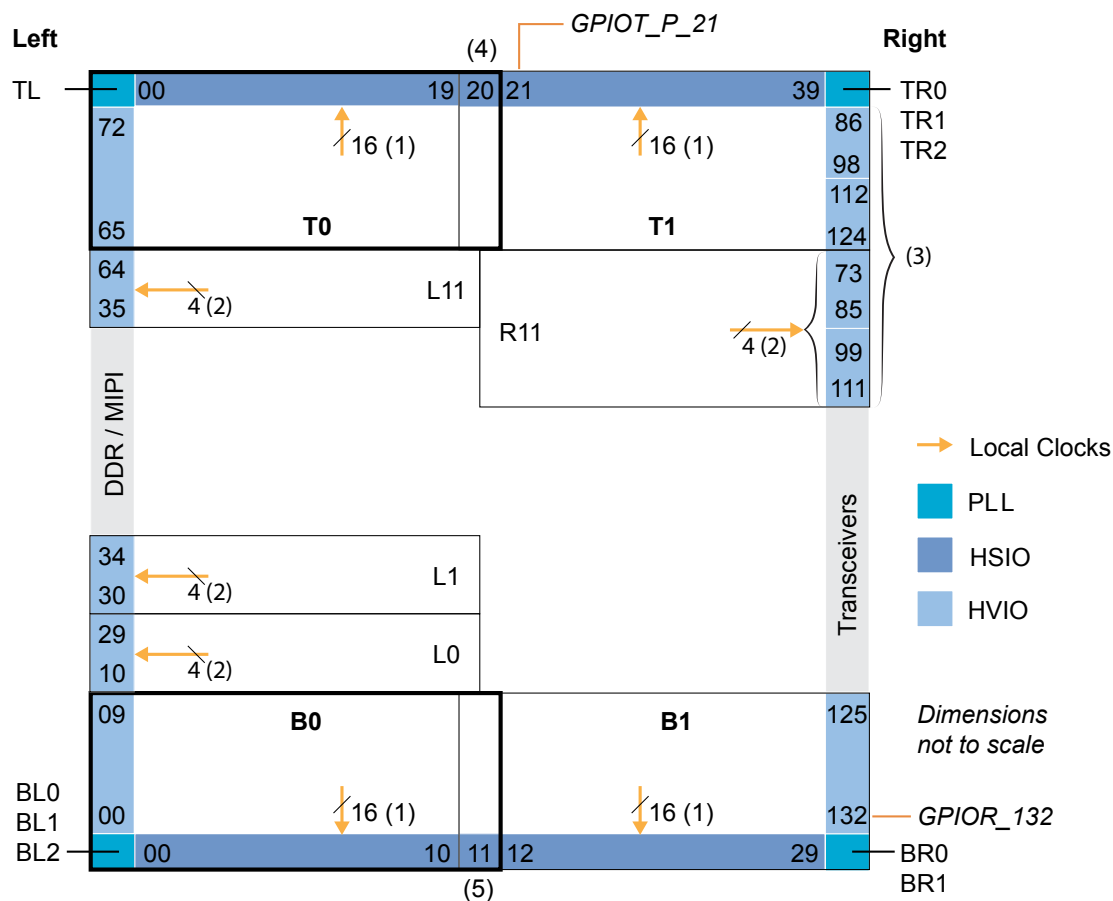 GPIOT_P_21
Left
(4)
Right
TL
00
19
20
21
39
TR0
TR1
TR2
72
16 (1)
16 (1)
86
98
112
65
T0
T1
124
(3)
64
35
4 (2)
L11
R11
4 (2)
73
85
99
111
DDR / MIPI
Transceivers
Local Clocks
PLL
HSIO
HVIO
34
30
4 (2)
L1
29
10
4 (2)
L0
09
B0
B1
125
Dimensions
not to scale
BL0
BL1
BL2
00
16 (1)
16 (1)
132
GPIOR_132
00
10
11
12
29
BR0
BR1
(5)